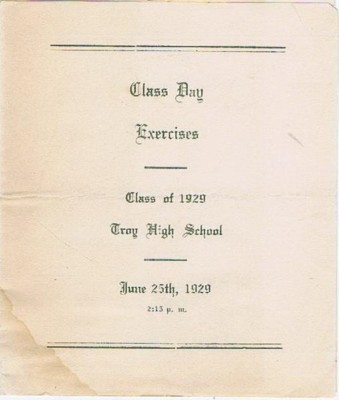 Class Day
Exercises
Class of 1929
Troy High School
June 25th, 1929
2:15 p. m.